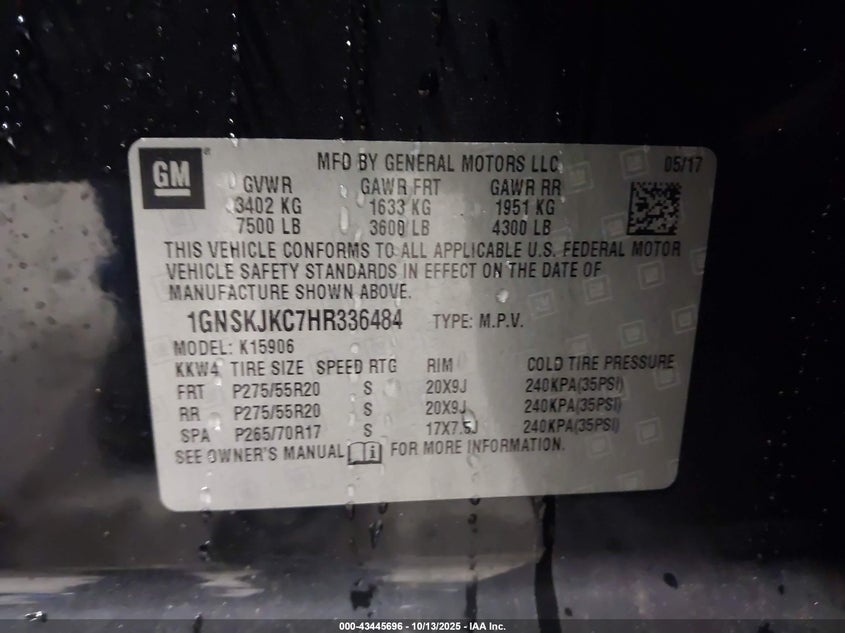 GM
MFD BY GENERAL MOTORS LLC 05/17
GVWR GAWR FRT GAWR RR
3402 KG 1633 KG 1951 KG
7500 LB 3600 LB 4300 LB
THIS VEHICLE CONFORMS TO ALL APPLICABLE U.S. FEDERAL MOTOR
VEHICLE SAFETY STANDARDS IN EFFECT ON THE DATE OF
MANUFACTURE SHOWN ABOVE.
1GNSKJKC7HR336484 TYPE: M.P.V.
MODEL: K15906
KKW4 TIRE SIZE SPEED RTG RIM COLD TIRE PRESSURE
FRT P275/55R20 S 20X9J 240KPA(35PSI)
RR P275/55R20 S 20X9J 240KPA(35PSI)
SPA P265/70R17 S 17X7.5J 240KPA(35PSI)
SEE OWNER'S MANUAL FOR MORE INFORMATION.
000-43445696 - 10/13/2025 - IAA Inc.